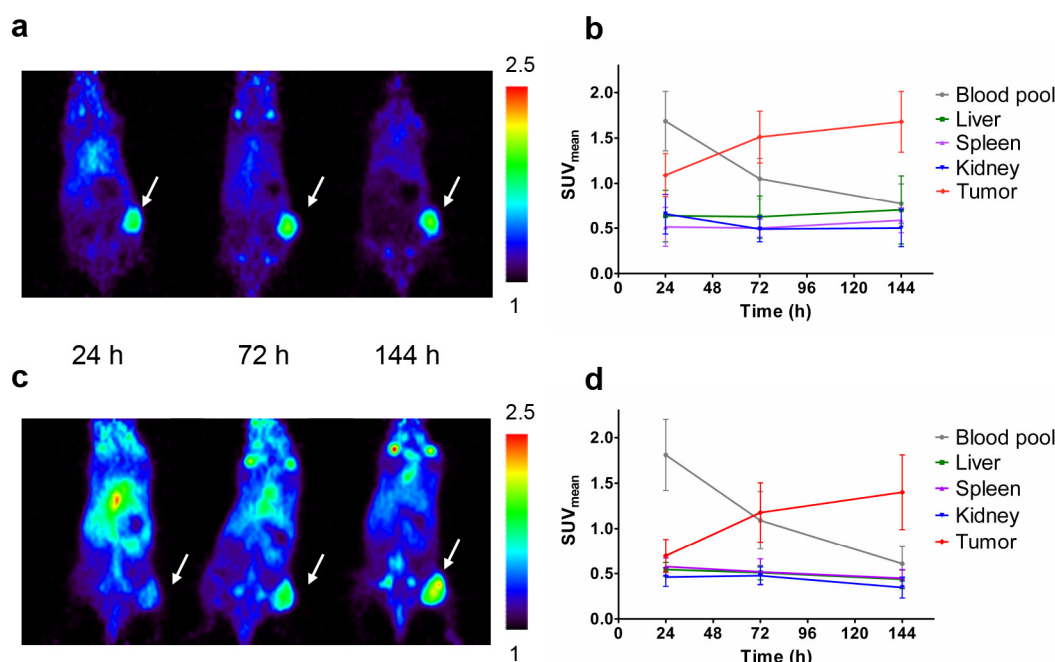 a
2.5
1
24 h
72 h
144 h
b
2.0
1.5
1.0
0.5
0.0
SUVmean
0 24 48 72 96 120 144
Time (h)
Blood pool
Liver
Spleen
Kidney
Tumor
c
2.5
1
d
2.0
1.5
1.0
0.5
0.0
SUVmean
0 24 48 72 96 120 144
Time (h)
Blood pool
Liver
Spleen
Kidney
Tumor